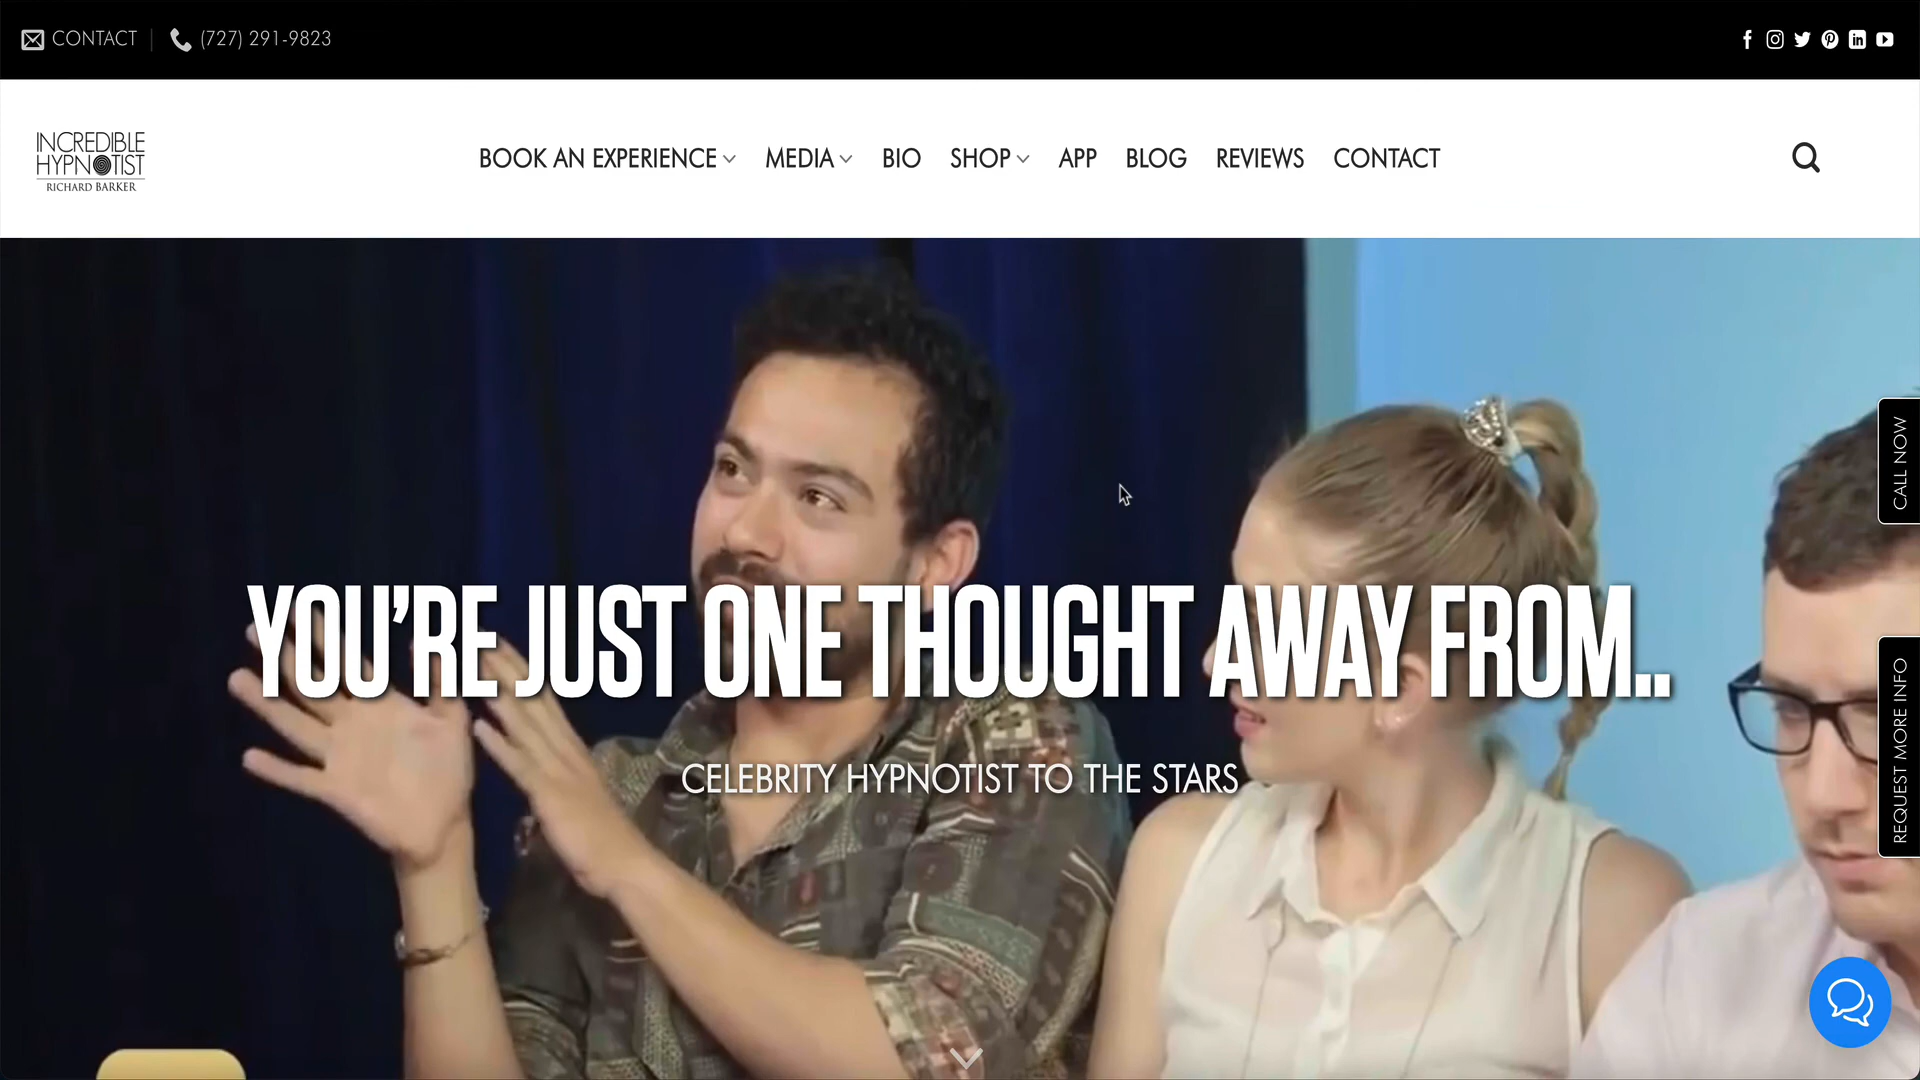 CONTACT
(727) 291-9823
INCREDIBLE
HYPNOTIST
RICHARD BARKER
BOOK AN EXPERIENCE
MEDIA
BIO
SHOP
APP
BLOG
REVIEWS
CONTACT
CALL NOW
YOU'RE JUST ONE THOUGHT AWAY FROM..
CELEBRITY HYPNOTIST TO THE STARS
REQUEST MORE INFO